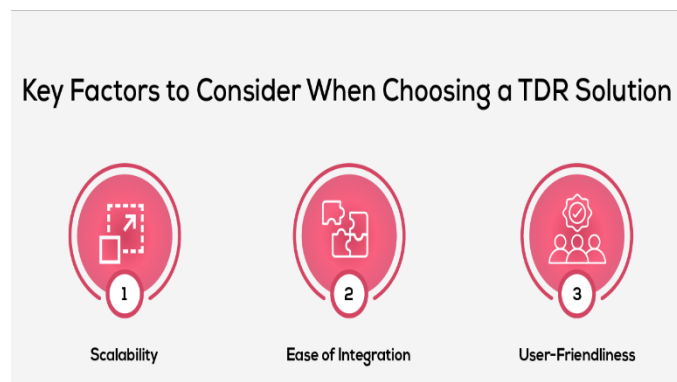 Key Factors to Consider When Choosing a TDR Solution
1
2
3
Scalability
Ease of Integration
User-Friendliness